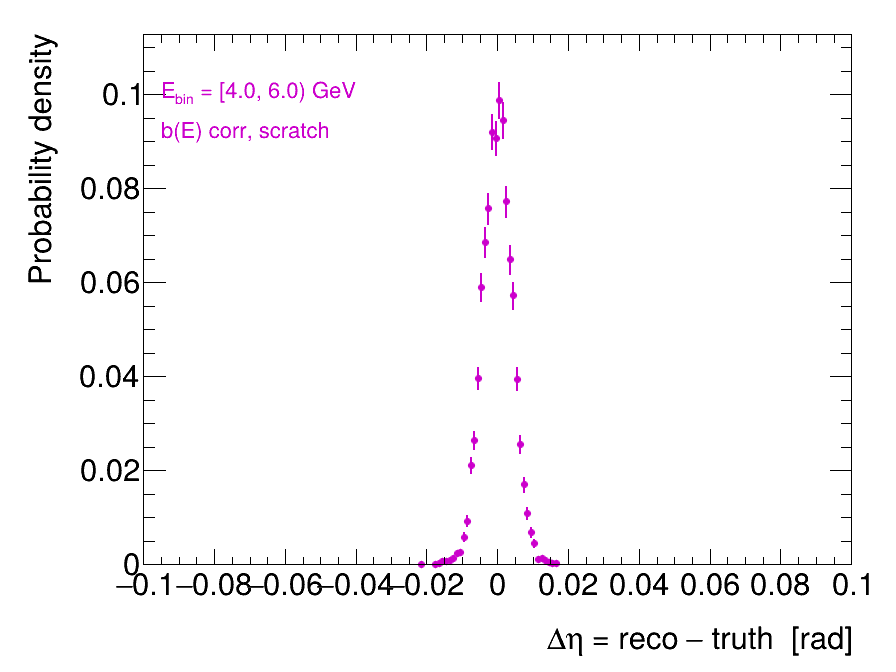 Probability density
0.1
0.08
0.06
0.04
0.02
0
E_bin = [4.0, 6.0) GeV
b(E) corr, scratch
−0.1 −0.08 −0.06 −0.04 −0.02 0 0.02 0.04 0.06 0.08 0.1
Δη = reco − truth [rad]